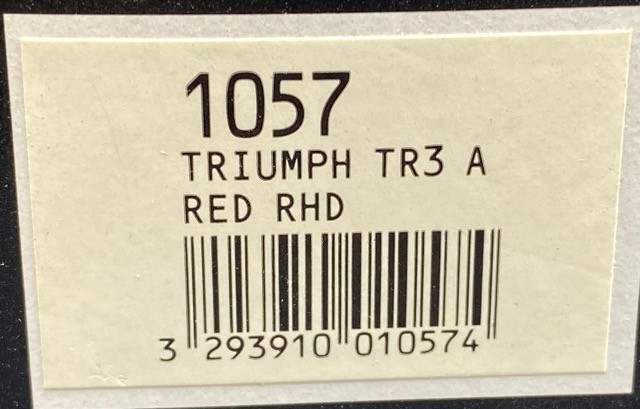 1057
TRIUMPH TR3 A
RED RHD
3 293910 010574